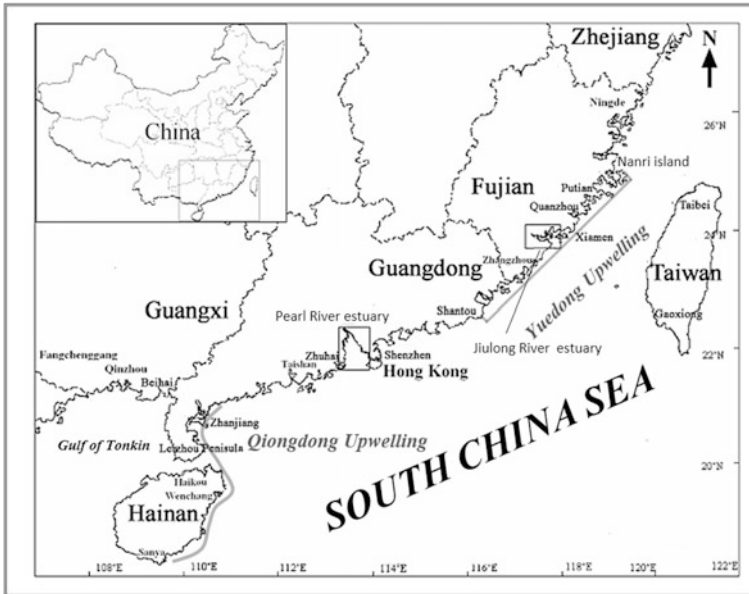 Zhejiang
N
China
Ningde
26°N
Nanri island
Fujian
Putian
Quanzhou
Taibei
24°N
Xiamen
Zhangzhou
Guangdong
Taiwan
Yuedong Upwelling
Guangxi
Shantou
Gaoxiong
Pearl River estuary
Jiulong River estuary
Fangchenggang
Zhuhai
Shenzhen
22°N
Qinzhou
Taishan
Hong Kong
Beihai
SOUTH CHINA SEA
Zhanjiang
Qiongdong Upwelling
Gulf of Tonkin
Leizhou Penisula
20°N
Haikou
Wenchang
Hainan
Sanya
108°E
110°E
112°E
114°E
116°E
118°E
120°E
122°E